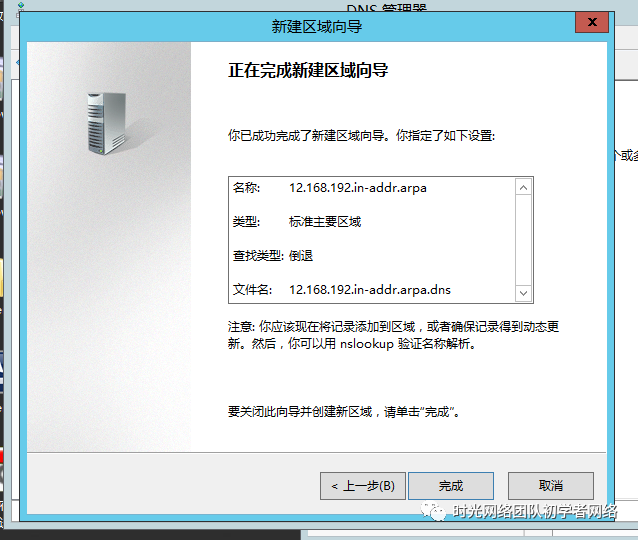 DNS 管理器
新建区域向导
x
正在完成新建区域向导
你已成功完成了新建区域向导。你指定了如下设置:
名称: 12.168.192.in-addr.arpa
类型: 标准主要区域
查找类型: 倒退
文件名: 12.168.192.in-addr.arpa.dns
注意: 你应该现在将记录添加到区域，或者确保记录得到动态更
新。然后，你可以用 nslookup 验证名称解析。
要关闭此向导并创建新区域，请单击“完成”。
< 上一步(B) 完成 取消
时光网络团队初学者网络